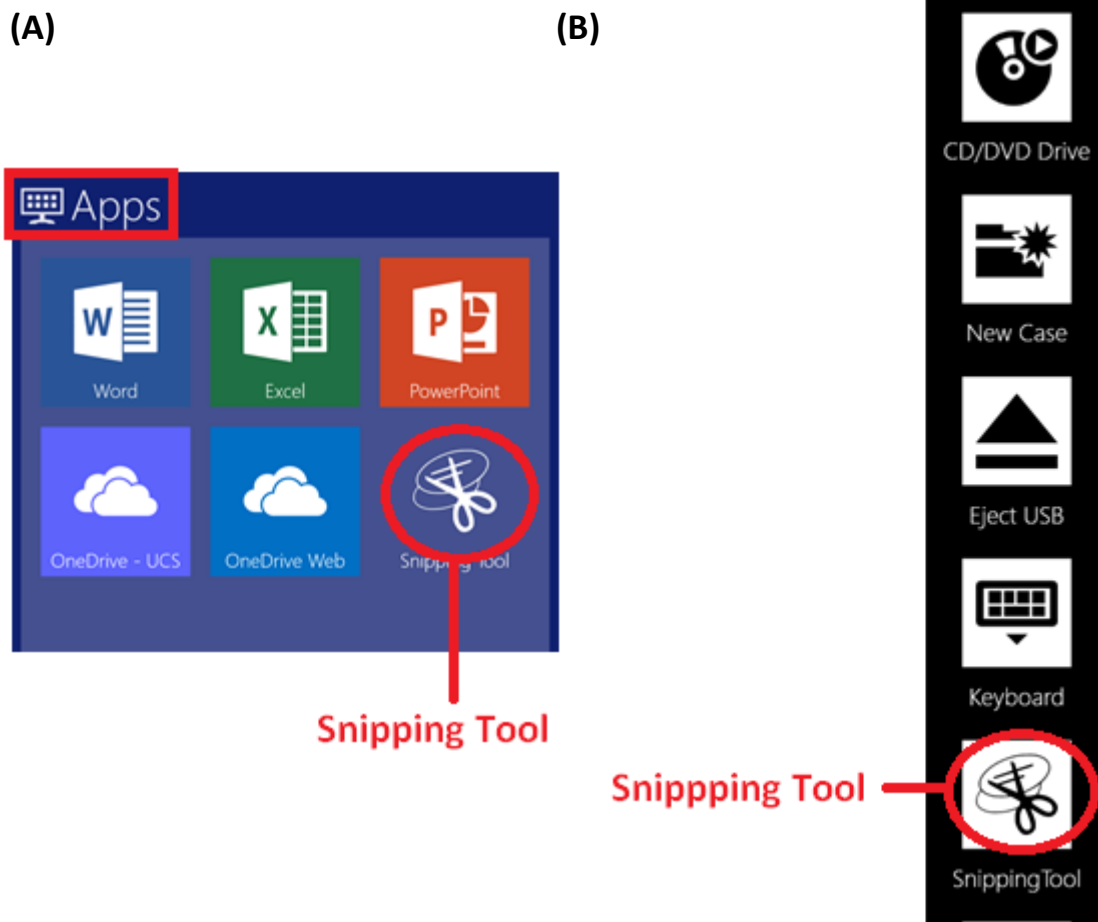 (A)
(B)
Apps
W
X
P
Word
Excel
PowerPoint
OneDrive - UCS
OneDrive Web
Snipping Tool
Snipping Tool
CD/DVD Drive
New Case
Eject USB
Keyboard
Snippping Tool
SnippingTool